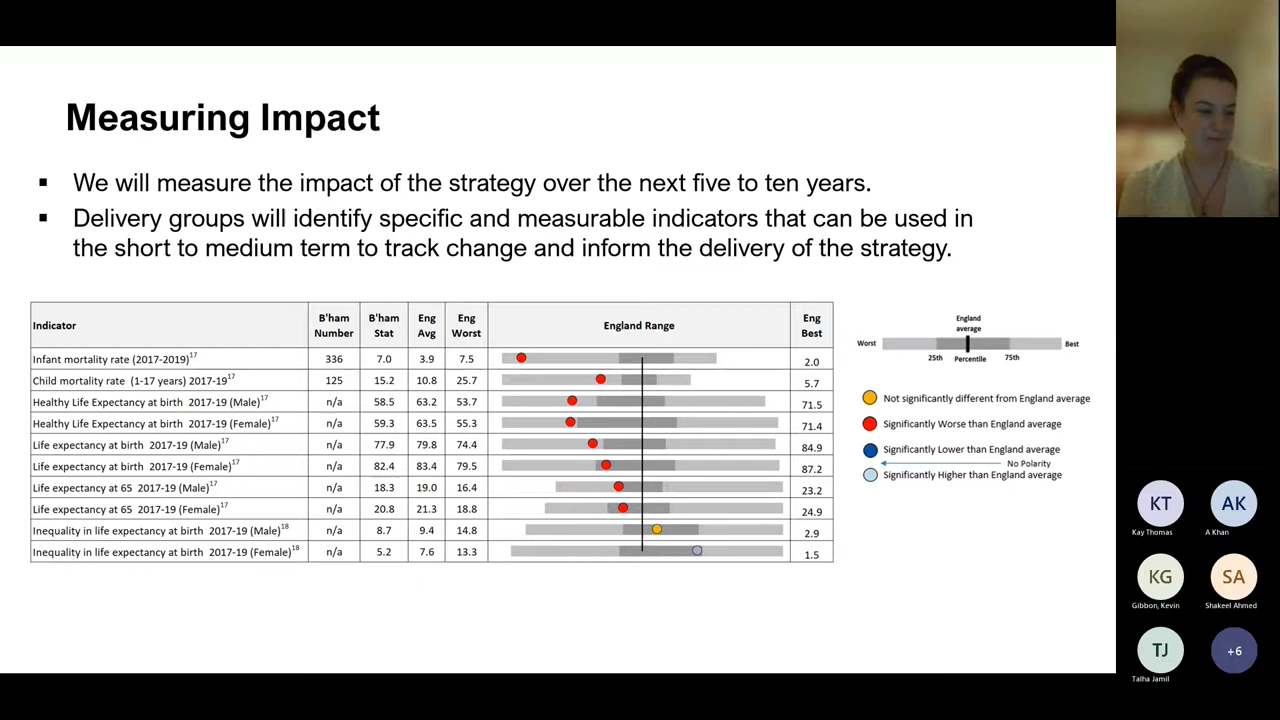 Measuring Impact
▪ We will measure the impact of the strategy over the next five to ten years.
▪ Delivery groups will identify specific and measurable indicators that can be used in
the short to medium term to track change and inform the delivery of the strategy.
Indicator B'ham Number B'ham Stat Eng Avg Eng Worst England Range Eng Best
Infant mortality rate (2017-2019)17 336 7.0 3.9 7.5 2.0
Child mortality rate (1-17 years) 2017-1917 125 15.2 10.8 25.7 5.7
Healthy Life Expectancy at birth 2017-19 (Male)17 n/a 58.5 63.2 53.7 71.5
Healthy Life Expectancy at birth 2017-19 (Female)17 n/a 59.3 63.5 55.3 71.4
Life expectancy at birth 2017-19 (Male)17 n/a 77.9 79.8 74.4 84.9
Life expectancy at birth 2017-19 (Female)17 n/a 82.4 83.4 79.5 87.2
Life expectancy at 65 2017-19 (Male)17 n/a 18.3 19.0 16.4 23.2
Life expectancy at 65 2017-19 (Female)17 n/a 20.8 21.3 18.8 24.9
Inequality in life expectancy at birth 2017-19 (Male)18 n/a 8.7 9.4 14.8 2.9
Inequality in life expectancy at birth 2017-19 (Female)18 n/a 5.2 7.6 13.3 1.5
England
average
Worst Best
25th Percentile 75th
Not significantly different from England average
Significantly Worse than England average
Significantly Lower than England average
No Polarity
Significantly Higher than England average
KT AK
Kay Thomas A Khan
KG SA
Gibbon, Kevin Shakeel Ahmed
TJ +6
Talha Jamil